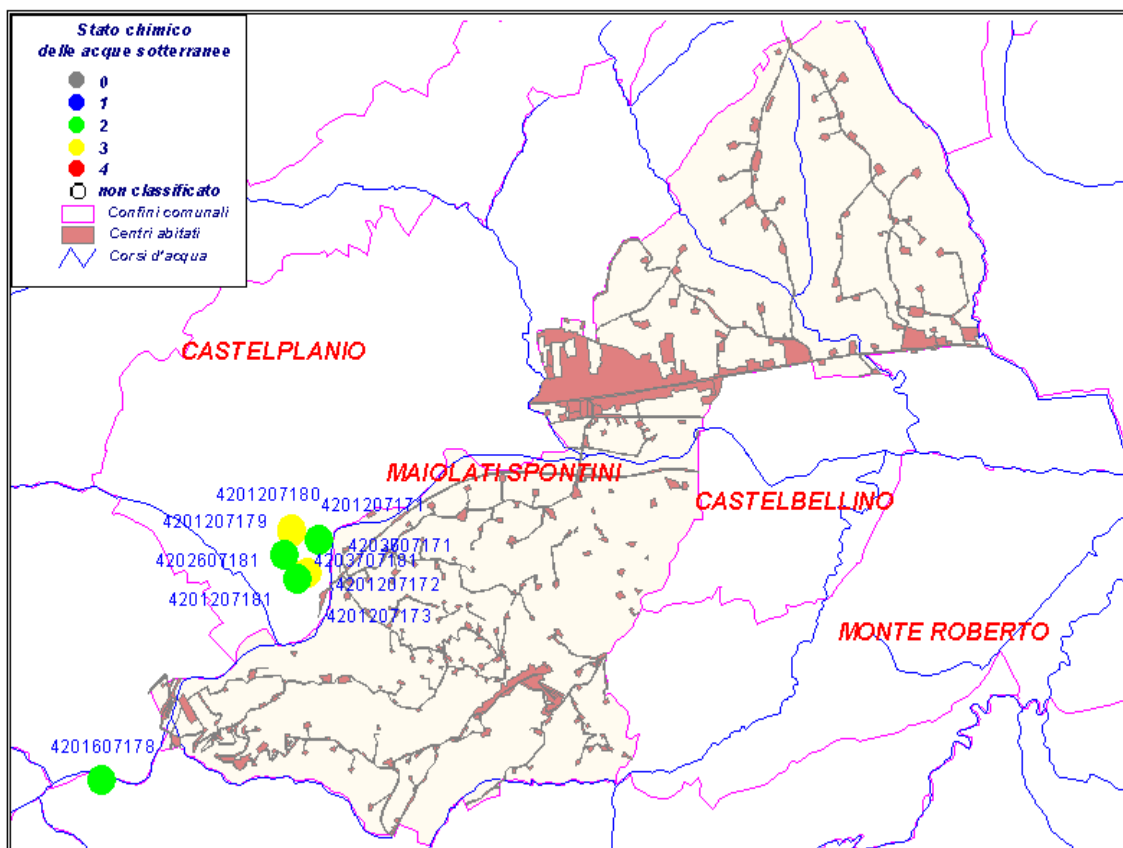 Stato chimico
delle acque sotterranee
0
1
2
3
4
non classificato
Confini comunali
Centri abitati
Corsi d'acqua
CASTELPLANIO
MAIOLATI SPONTINI
CASTELBELLINO
MONTE ROBERTO
4201207180
4201207171
4201207179
4202607181
4203707181
4201207172
4201207181
4201207173
4201607178